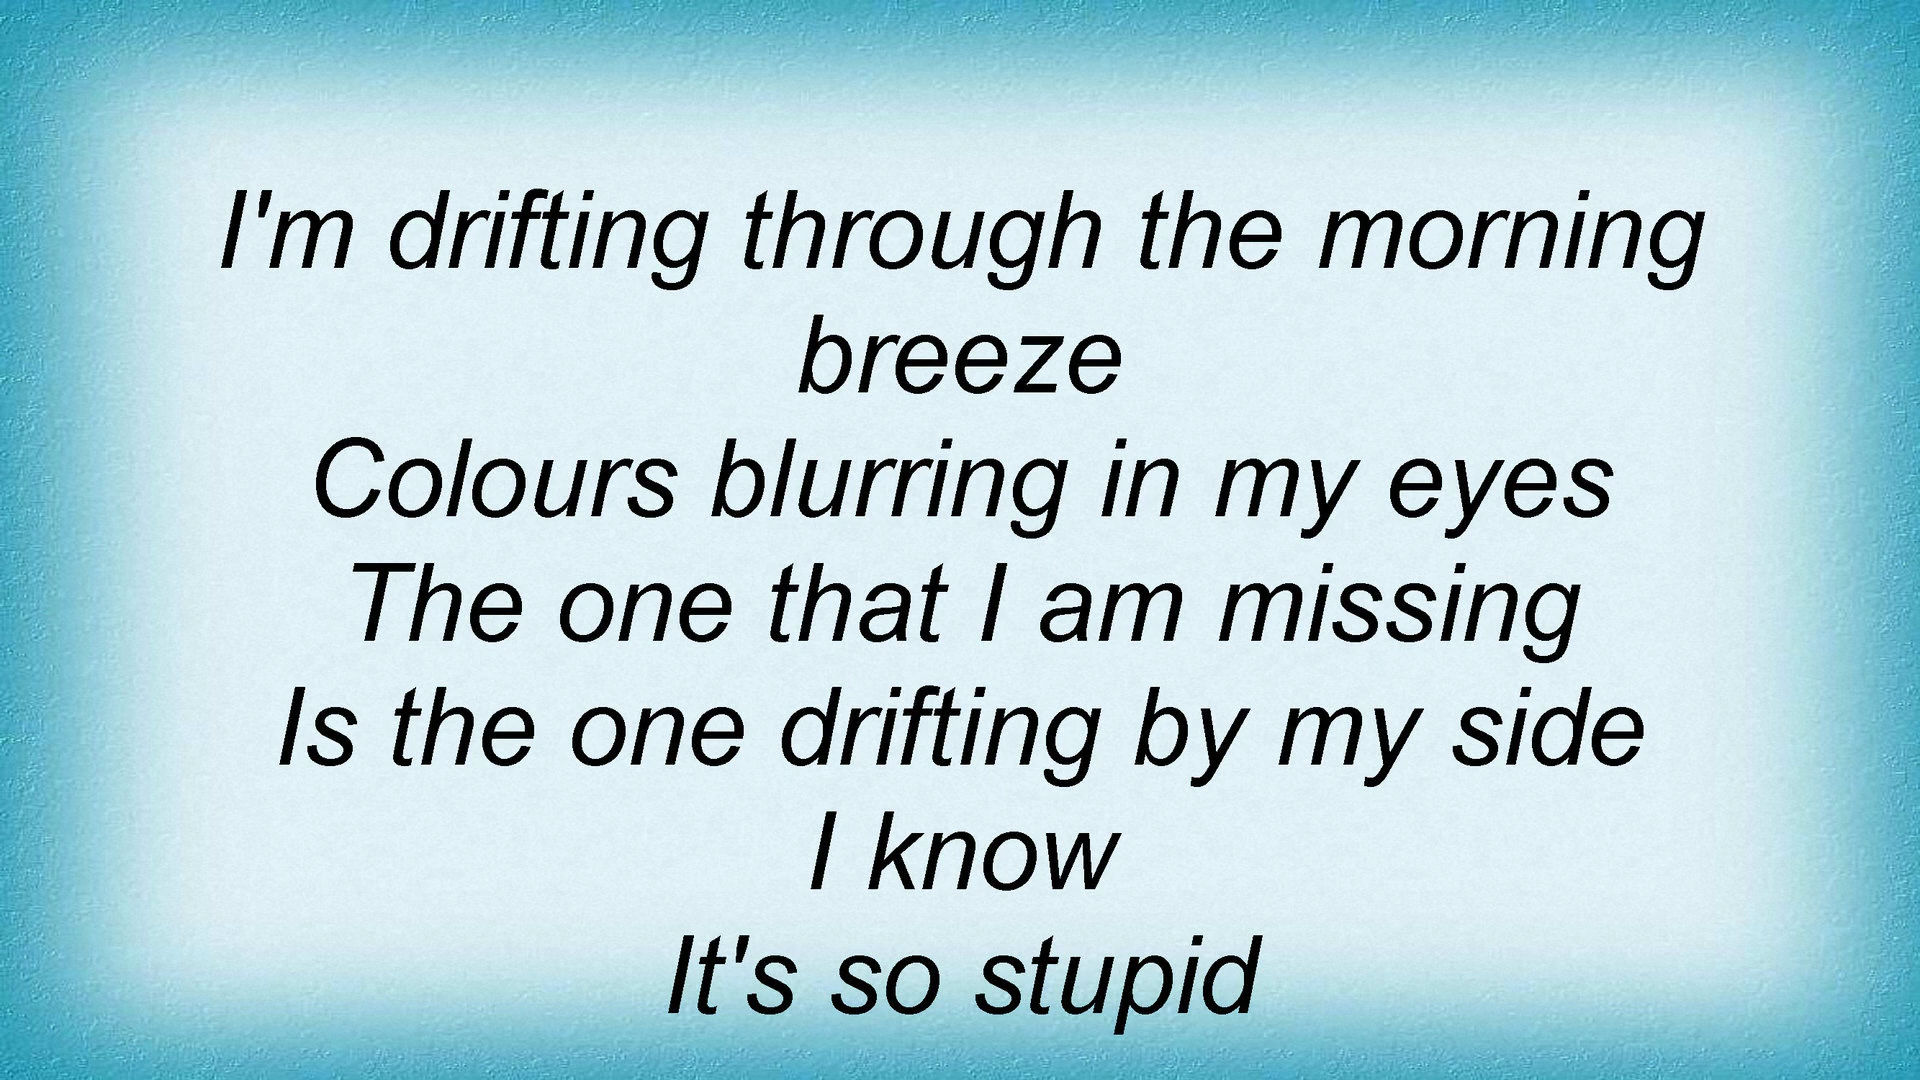 I'm drifting through the morning
breeze
Colours blurring in my eyes
The one that I am missing
Is the one drifting by my side
I know
It's so stupid